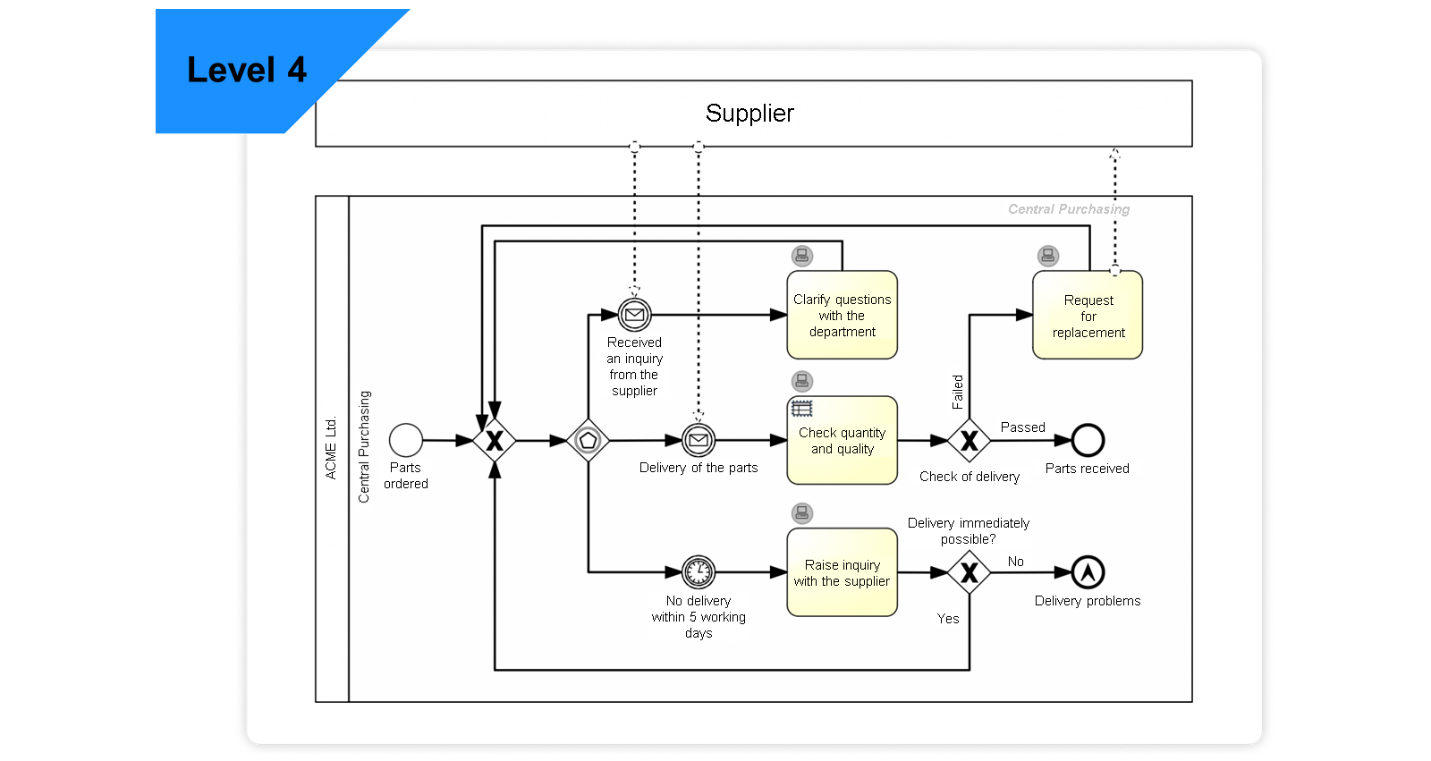 Level 4
Supplier
Central Purchasing
ACME Ltd.
Central Purchasing
Clarify questions
with the
department
Request
for
replacement
Received
an inquiry
from the
supplier
Failed
Check quantity
and quality
Passed
Parts
ordered
Delivery of the parts
Check of delivery
Parts received
Delivery immediately
possible?
Raise inquiry
with the supplier
No
No delivery
within 5 working
days
Yes
Delivery problems